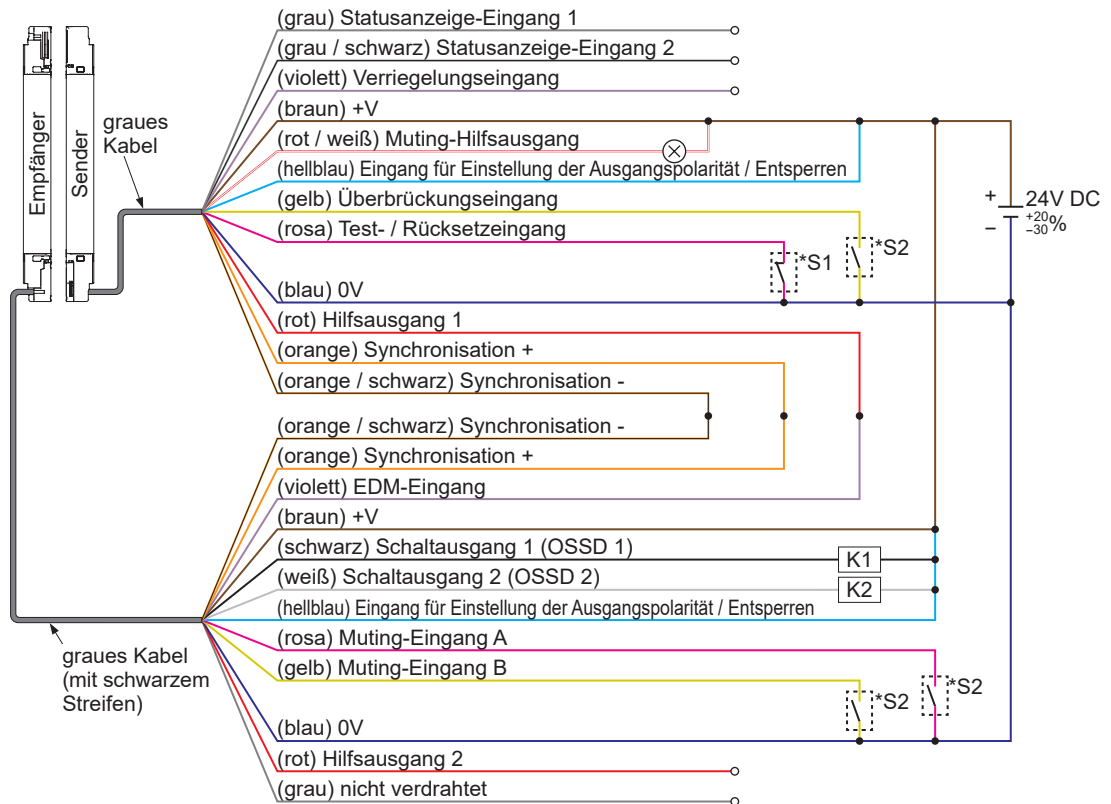 (grau) Statusanzeige-Eingang 1
(grau / schwarz) Statusanzeige-Eingang 2
(violett) Verriegelungseingang
(braun) +V
(rot / weiß) Muting-Hilfsausgang
(hellblau) Eingang für Einstellung der Ausgangspolarität / Entsperren
(gelb) Überbrückungseingang
(rosa) Test- / Rücksetzeingang
*S1
*S2
(blau) 0V
(rot) Hilfsausgang 1
(orange) Synchronisation +
(orange / schwarz) Synchronisation -
Empfänger
Sender
graues
Kabel
+
−
24V DC
+20
−30 %
(orange / schwarz) Synchronisation -
(orange) Synchronisation +
(violett) EDM-Eingang
(braun) +V
(schwarz) Schaltausgang 1 (OSSD 1)
K1
(weiß) Schaltausgang 2 (OSSD 2)
K2
(hellblau) Eingang für Einstellung der Ausgangspolarität / Entsperren
(rosa) Muting-Eingang A
(gelb) Muting-Eingang B
*S2
*S2
(blau) 0V
(rot) Hilfsausgang 2
(grau) nicht verdrahtet
graues Kabel
(mit schwarzem
Streifen)